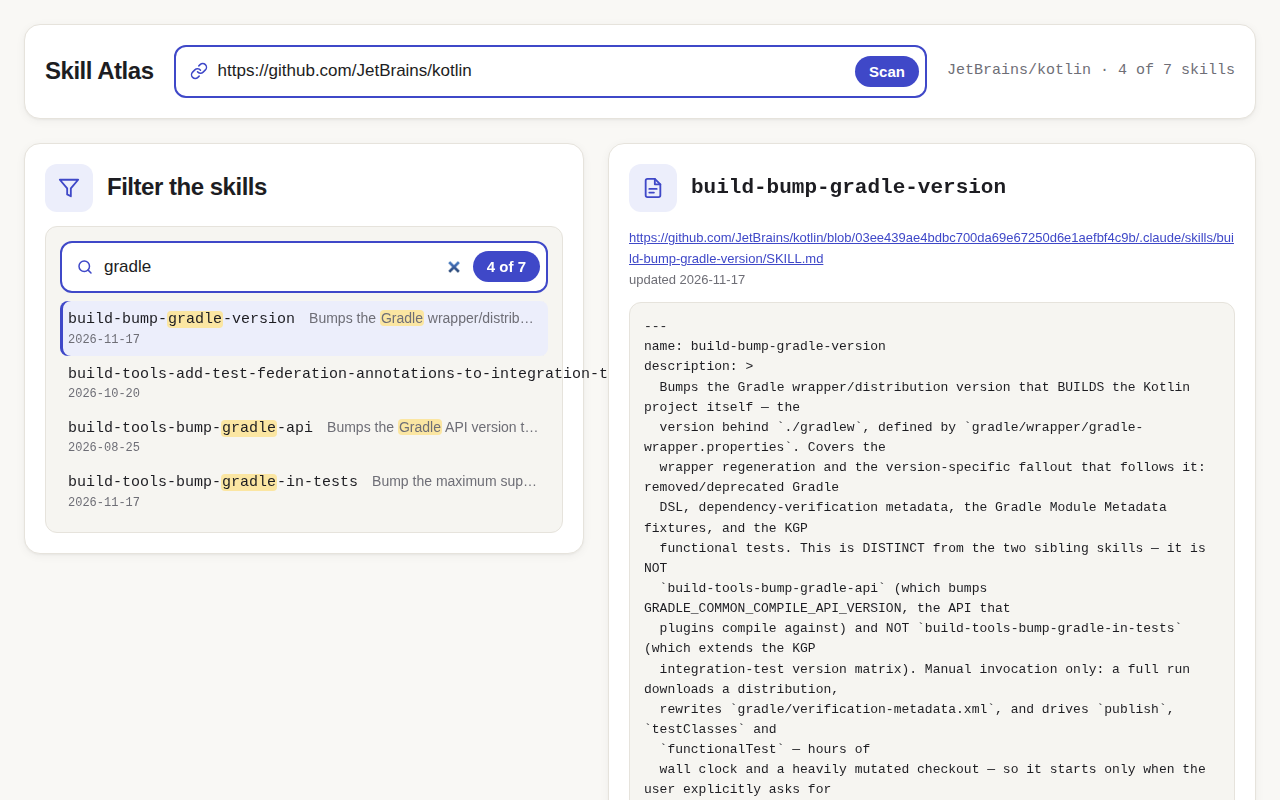 Skill Atlas
https://github.com/JetBrains/kotlin
Scan
JetBrains/kotlin · 4 of 7 skills
Filter the skills
gradle
4 of 7
build-bump-gradle-version Bumps the Gradle wrapper/distrib…
2026-11-17
build-tools-add-test-federation-annotations-to-integration-t
2026-10-20
build-tools-bump-gradle-api Bumps the Gradle API version t…
2026-08-25
build-tools-bump-gradle-in-tests Bump the maximum sup…
2026-11-17
build-bump-gradle-version
https://github.com/JetBrains/kotlin/blob/03ee439ae4bdbc700da69e67250d6e1aefbf4c9b/.claude/skills/bui
ld-bump-gradle-version/SKILL.md
updated 2026-11-17
---
name: build-bump-gradle-version
description: >
Bumps the Gradle wrapper/distribution version that BUILDS the Kotlin
project itself — the
version behind `./gradlew`, defined by `gradle/wrapper/gradle-
wrapper.properties`. Covers the
wrapper regeneration and the version-specific fallout that follows it:
removed/deprecated Gradle
DSL, dependency-verification metadata, the Gradle Module Metadata
fixtures, and the KGP
functional tests. This is DISTINCT from the two sibling skills — it is
NOT
`build-tools-bump-gradle-api` (which bumps
GRADLE_COMMON_COMPILE_API_VERSION, the API that
plugins compile against) and NOT `build-tools-bump-gradle-in-tests`
(which extends the KGP
integration-test version matrix). Manual invocation only: a full run
downloads a distribution,
rewrites `gradle/verification-metadata.xml`, and drives `publish`,
`testClasses` and
`functionalTest` — hours of
wall clock and a heavily mutated checkout — so it starts only when the
user explicitly asks for